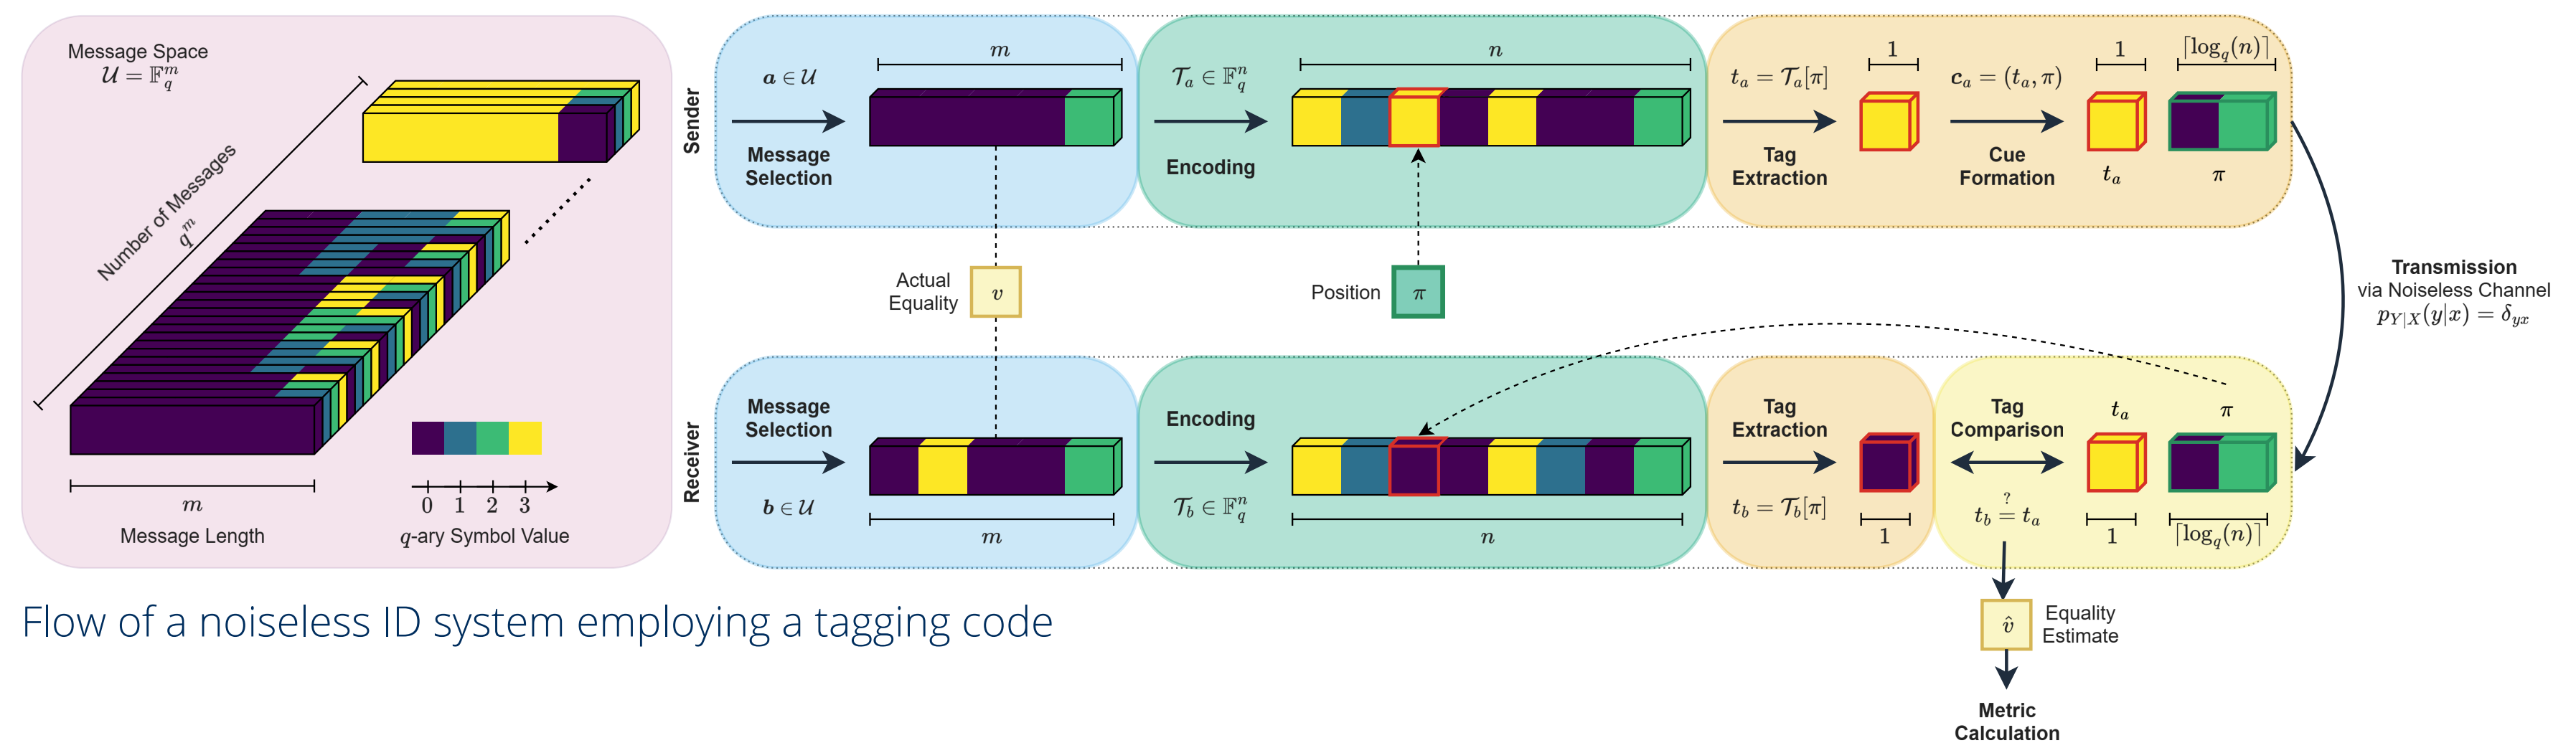 Message Space
𝒰 = 𝔽_q^m
Number of Messages
q^m
m
Message Length
0 1 2 3
q-ary Symbol Value
Sender
a ∈ 𝒰
Message
Selection
m
𝒯_a ∈ 𝔽_q^n
Encoding
n
t_a = 𝒯_a[π]
Tag
Extraction
1
c_a = (t_a, π)
Cue
Formation
1
⌈log_q(n)⌉
t_a
π
Actual
Equality
v
Position
π
Transmission
via Noiseless Channel
p_{Y|X}(y|x) = δ_{yx}
Receiver
Message
Selection
b ∈ 𝒰
m
Encoding
𝒯_b ∈ 𝔽_q^n
n
Tag
Extraction
t_b = 𝒯_b[π]
1
Tag
Comparison
?
t_b = t_a
t_a
π
1
⌈log_q(n)⌉
v̂
Equality
Estimate
Metric
Calculation
Flow of a noiseless ID system employing a tagging code